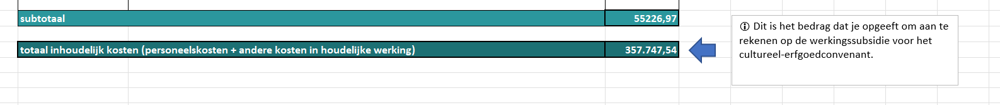 subtotaal 55226,97
🛈 Dit is het bedrag dat je opgeeft om aan te
rekenen op de werkingssubsidie voor het
cultureel-erfgoedconvenant.
totaal inhoudelijk kosten (personeelskosten + andere kosten in houdelijke werking) 357.747,54